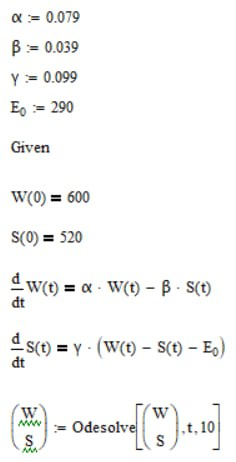 α := 0.079
β := 0.039
γ := 0.099
E₀ := 290
Given
W(0) = 600
S(0) = 520
d/dt W(t) = α · W(t) − β · S(t)
d/dt S(t) = γ · (W(t) − S(t) − E₀)
(W S) := Odesolve[(W S), t, 10]